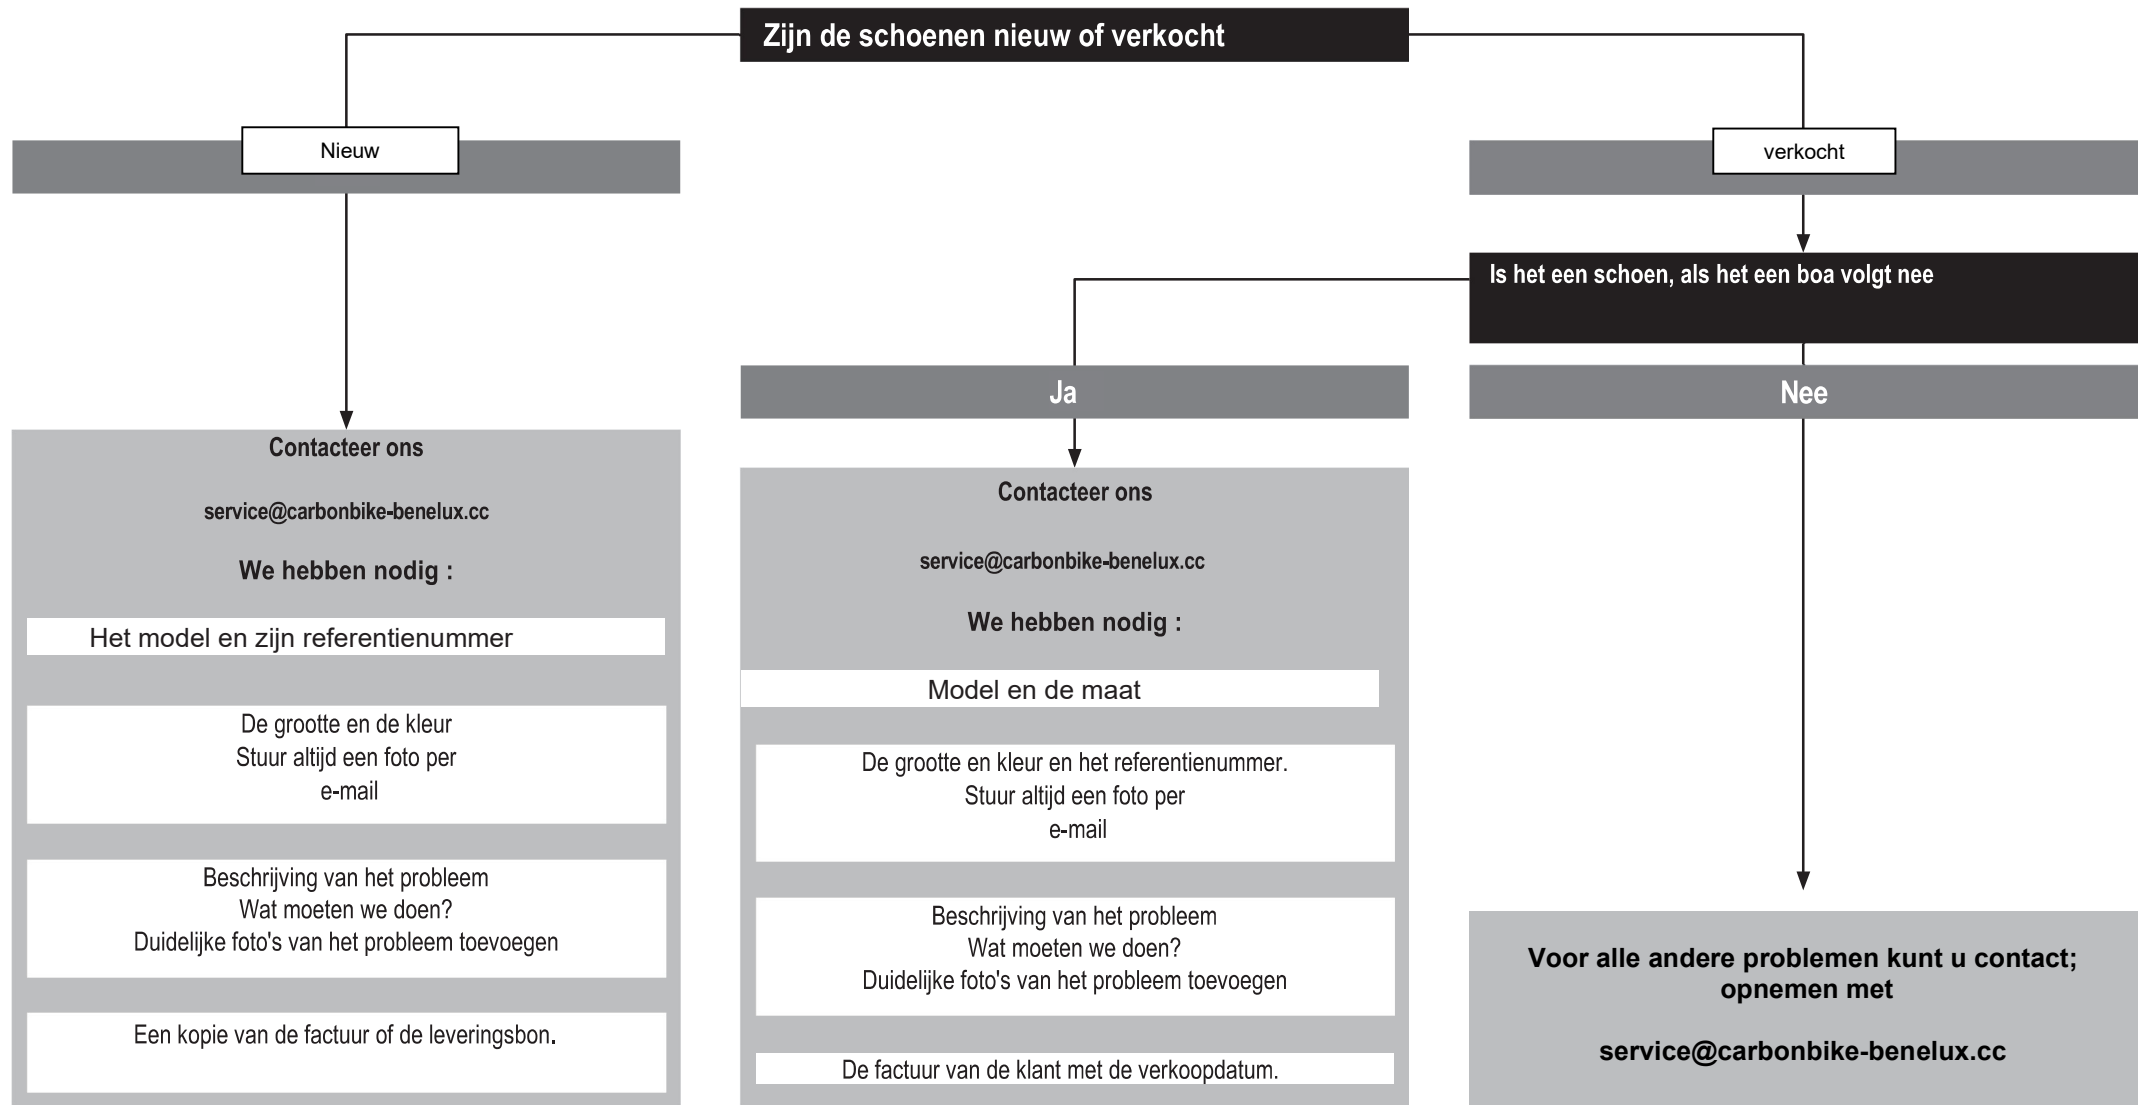 Zijn de schoenen nieuw of verkocht
Nieuw
verkocht
Is het een schoen, als het een boa volgt nee
Ja
Nee
Contacteer ons
service@carbonbike-benelux.cc
We hebben nodig :
Het model en zijn referentienummer
De grootte en de kleur
Stuur altijd een foto per
e-mail
Beschrijving van het probleem
Wat moeten we doen?
Duidelijke foto's van het probleem toevoegen
Een kopie van de factuur of de leveringsbon.
Contacteer ons
service@carbonbike-benelux.cc
We hebben nodig :
Model en de maat
De grootte en kleur en het referentienummer.
Stuur altijd een foto per
e-mail
Beschrijving van het probleem
Wat moeten we doen?
Duidelijke foto's van het probleem toevoegen
De factuur van de klant met de verkoopdatum.
Voor alle andere problemen kunt u contact;
opnemen met
service@carbonbike-benelux.cc